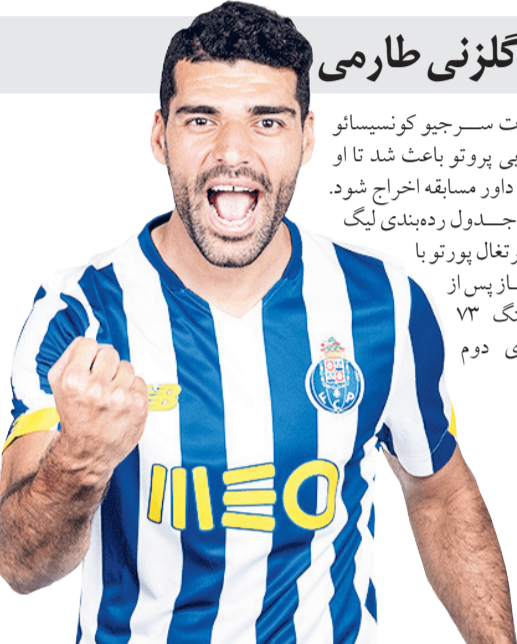 گلزنی طارمی
ت سرجیو کونسیسائو
بی پروتو باعث شد تا او
داور مسابقه اخراج شود.
جدول رده‌بندی لیگ
رتغال پورتو با
از پس از
نگ ۷۳
ی دوم
MEO
FCP